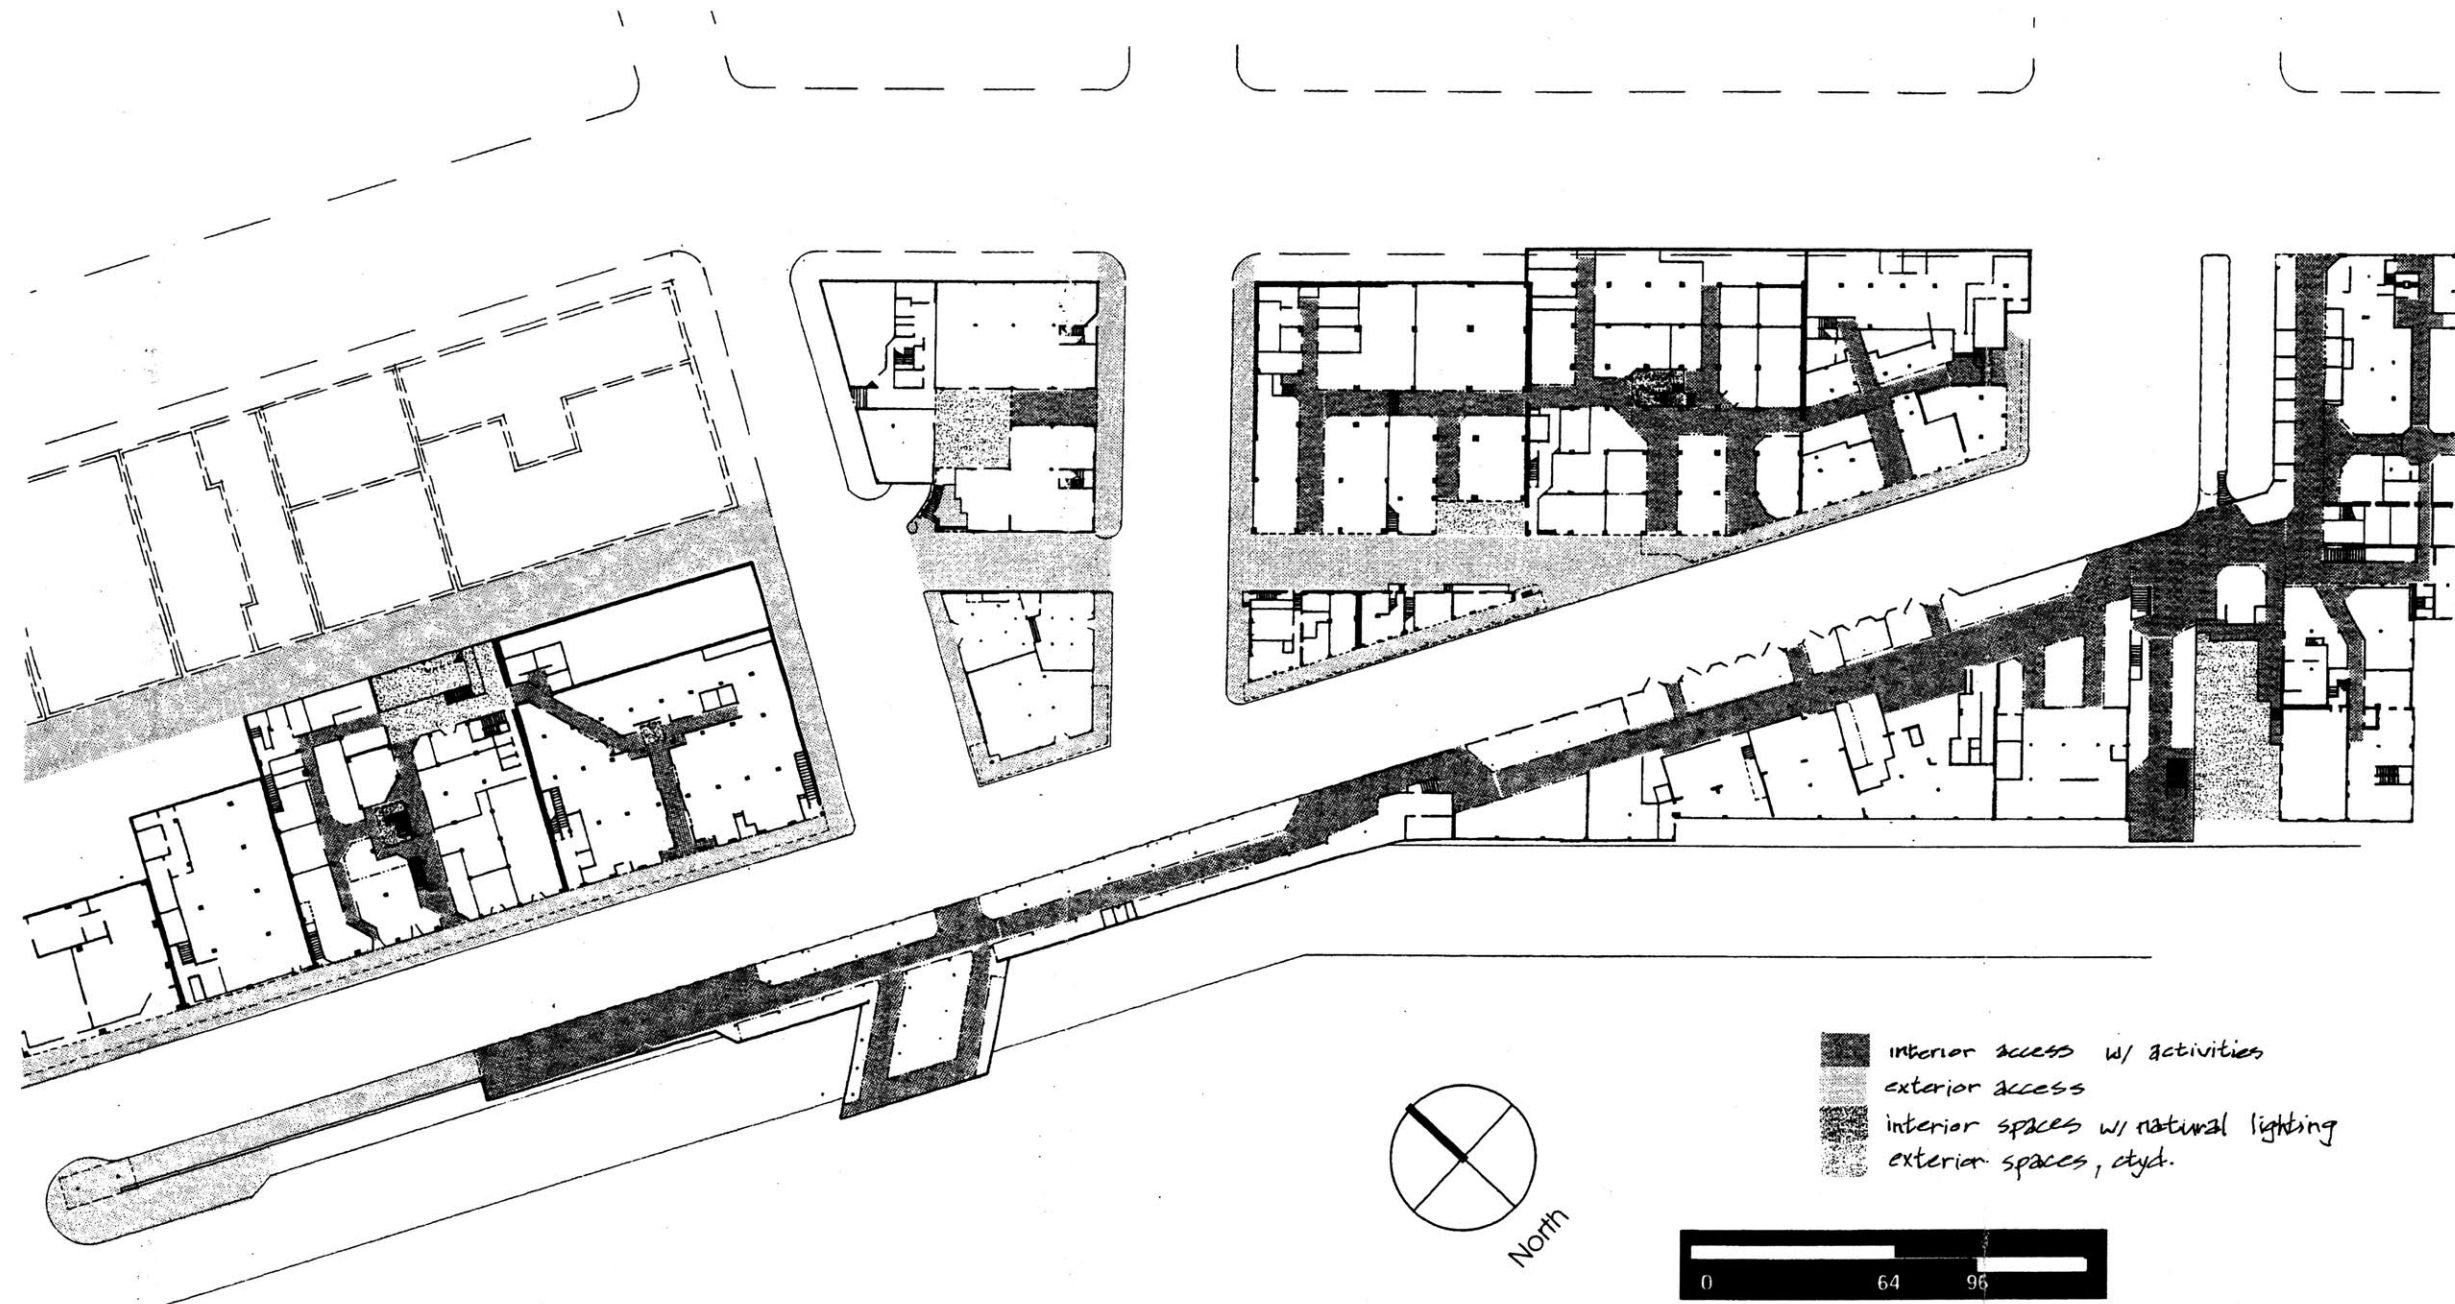 interior access w/ activities
exterior access
interior spaces w/ natural lighting
exterior spaces, ctyd.
North
0 64 96